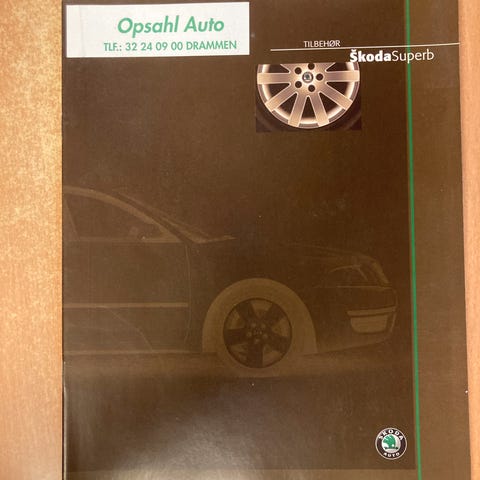 Opsahl Auto
TLF.: 32 24 09 00 DRAMMEN
TILBEHØR
ŠkodaSuperb
ŠKODA
AUTO